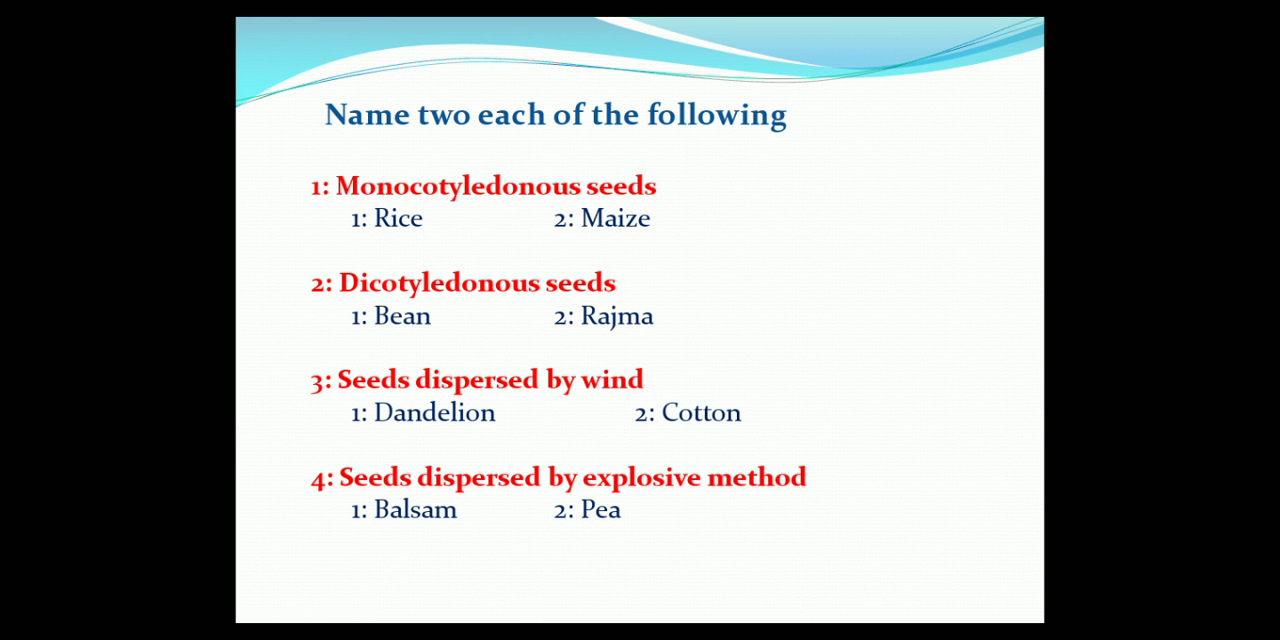 Name two each of the following
1: Monocotyledonous seeds
1: Rice 2: Maize
2: Dicotyledonous seeds
1: Bean 2: Rajma
3: Seeds dispersed by wind
1: Dandelion 2: Cotton
4: Seeds dispersed by explosive method
1: Balsam 2: Pea